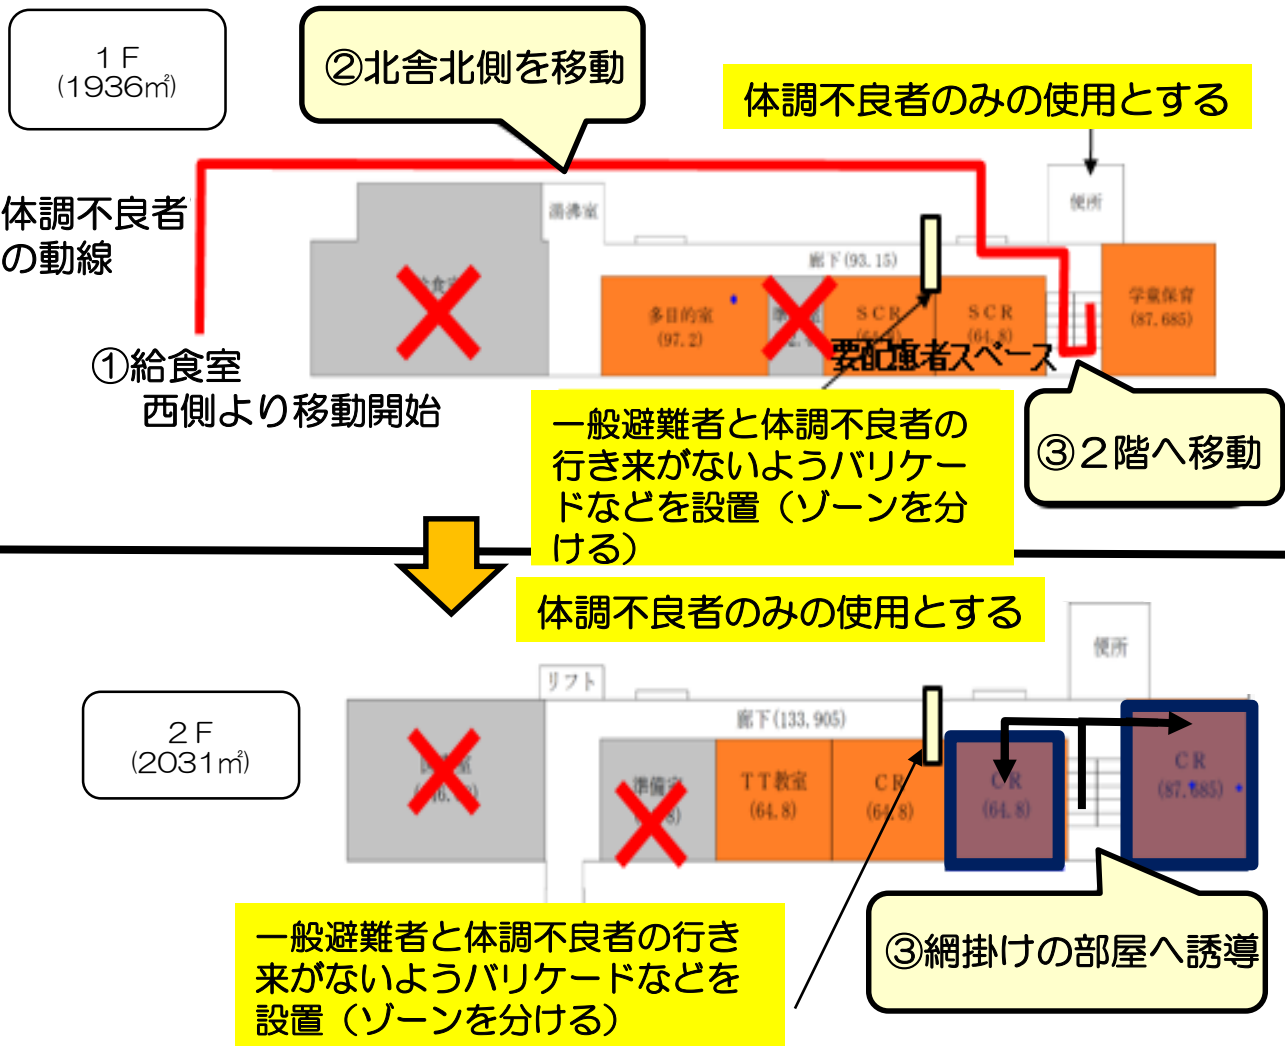 １Ｆ
(1936㎡)
②北舎北側を移動
体調不良者のみの使用とする
体調不良者
の動線
湯沸室
便所
廊下(93.15)
多目的室
(97.2)
ＳＣＲ
ＳＣＲ
(64.8)
学童保育
(87.685)
要配慮者スペース
①給食室
西側より移動開始
一般避難者と体調不良者の
行き来がないようバリケー
ドなどを設置（ゾーンを分
ける）
③２階へ移動
体調不良者のみの使用とする
２Ｆ
(2031㎡)
リフト
便所
廊下(133.905)
準備室
ＴＴ教室
(64.8)
ＣＲ
(64.8)
ＣＲ
(64.8)
ＣＲ
(87.685)
一般避難者と体調不良者の行き
来がないようバリケードなどを
設置（ゾーンを分ける）
③網掛けの部屋へ誘導